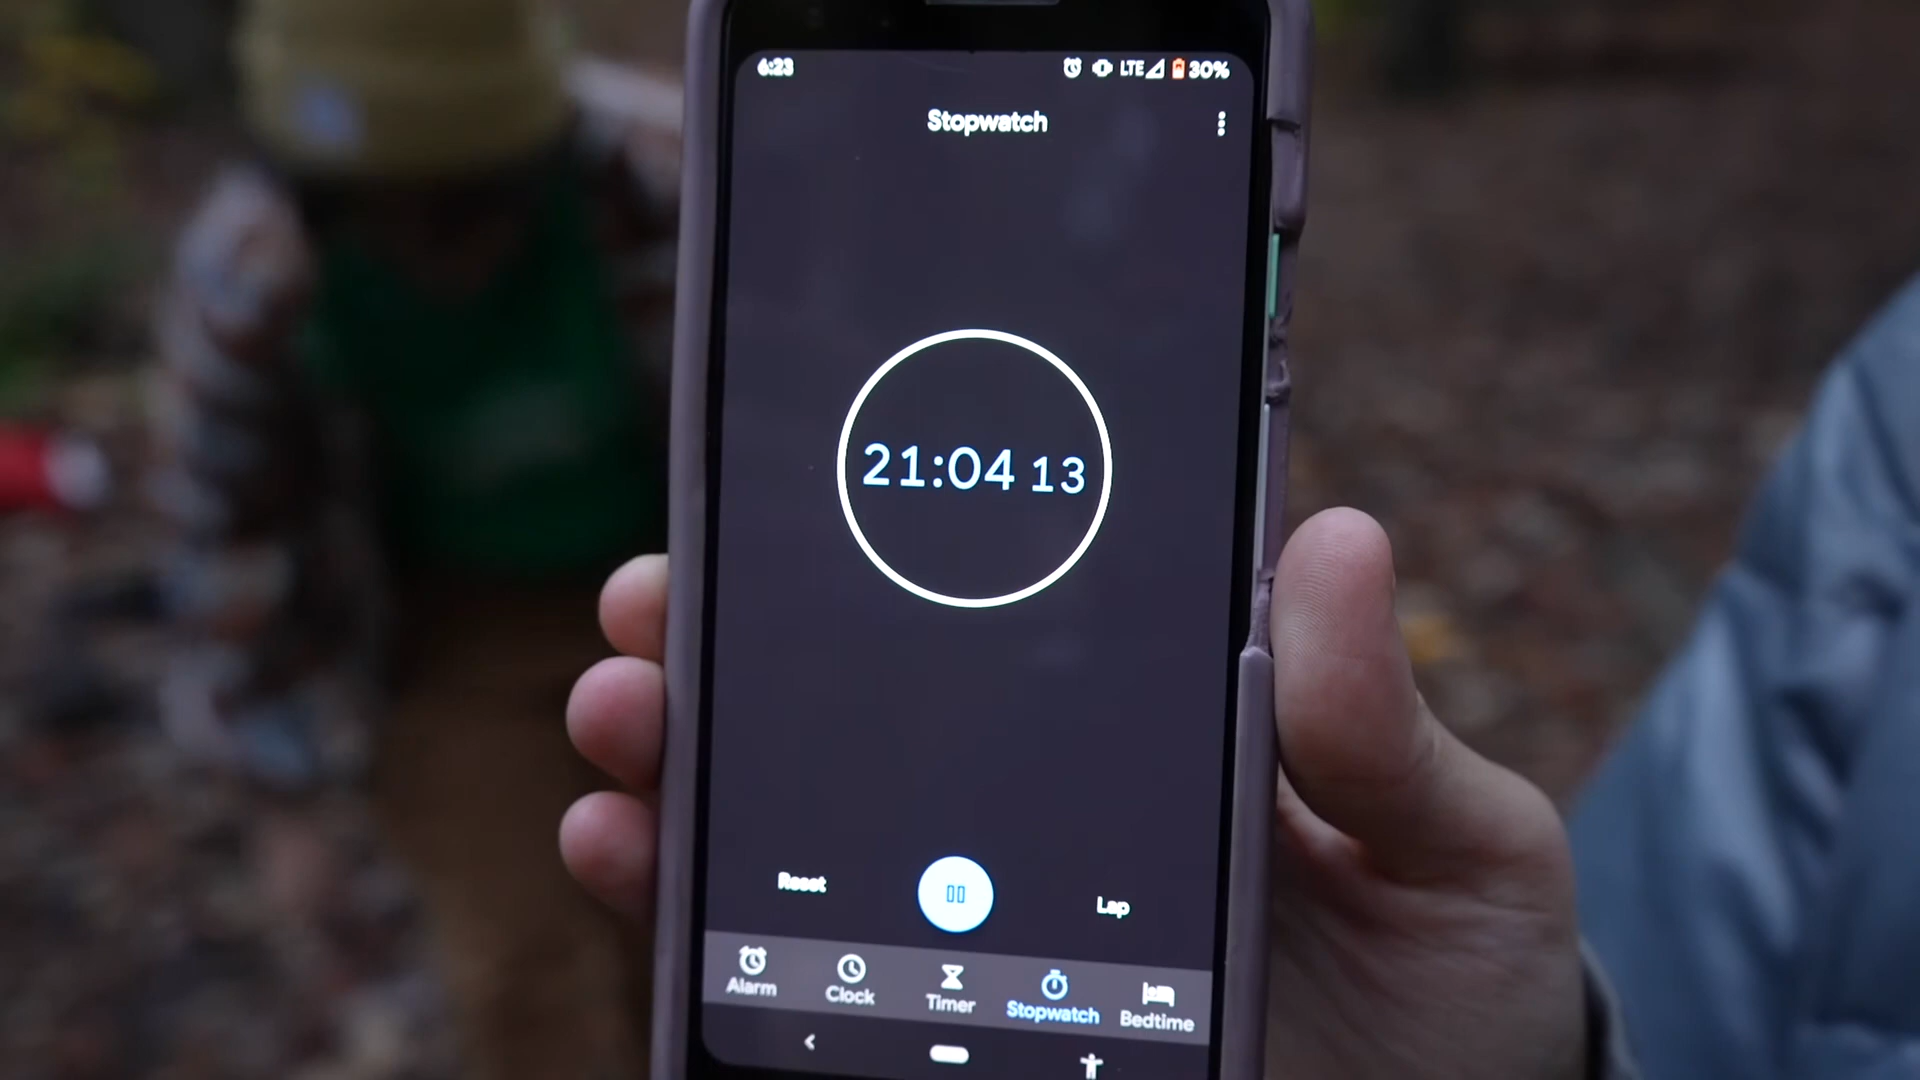 6:23 LTE 30%
Stopwatch
21:04 13
Reset Lap
Alarm Clock Timer Stopwatch Bedtime